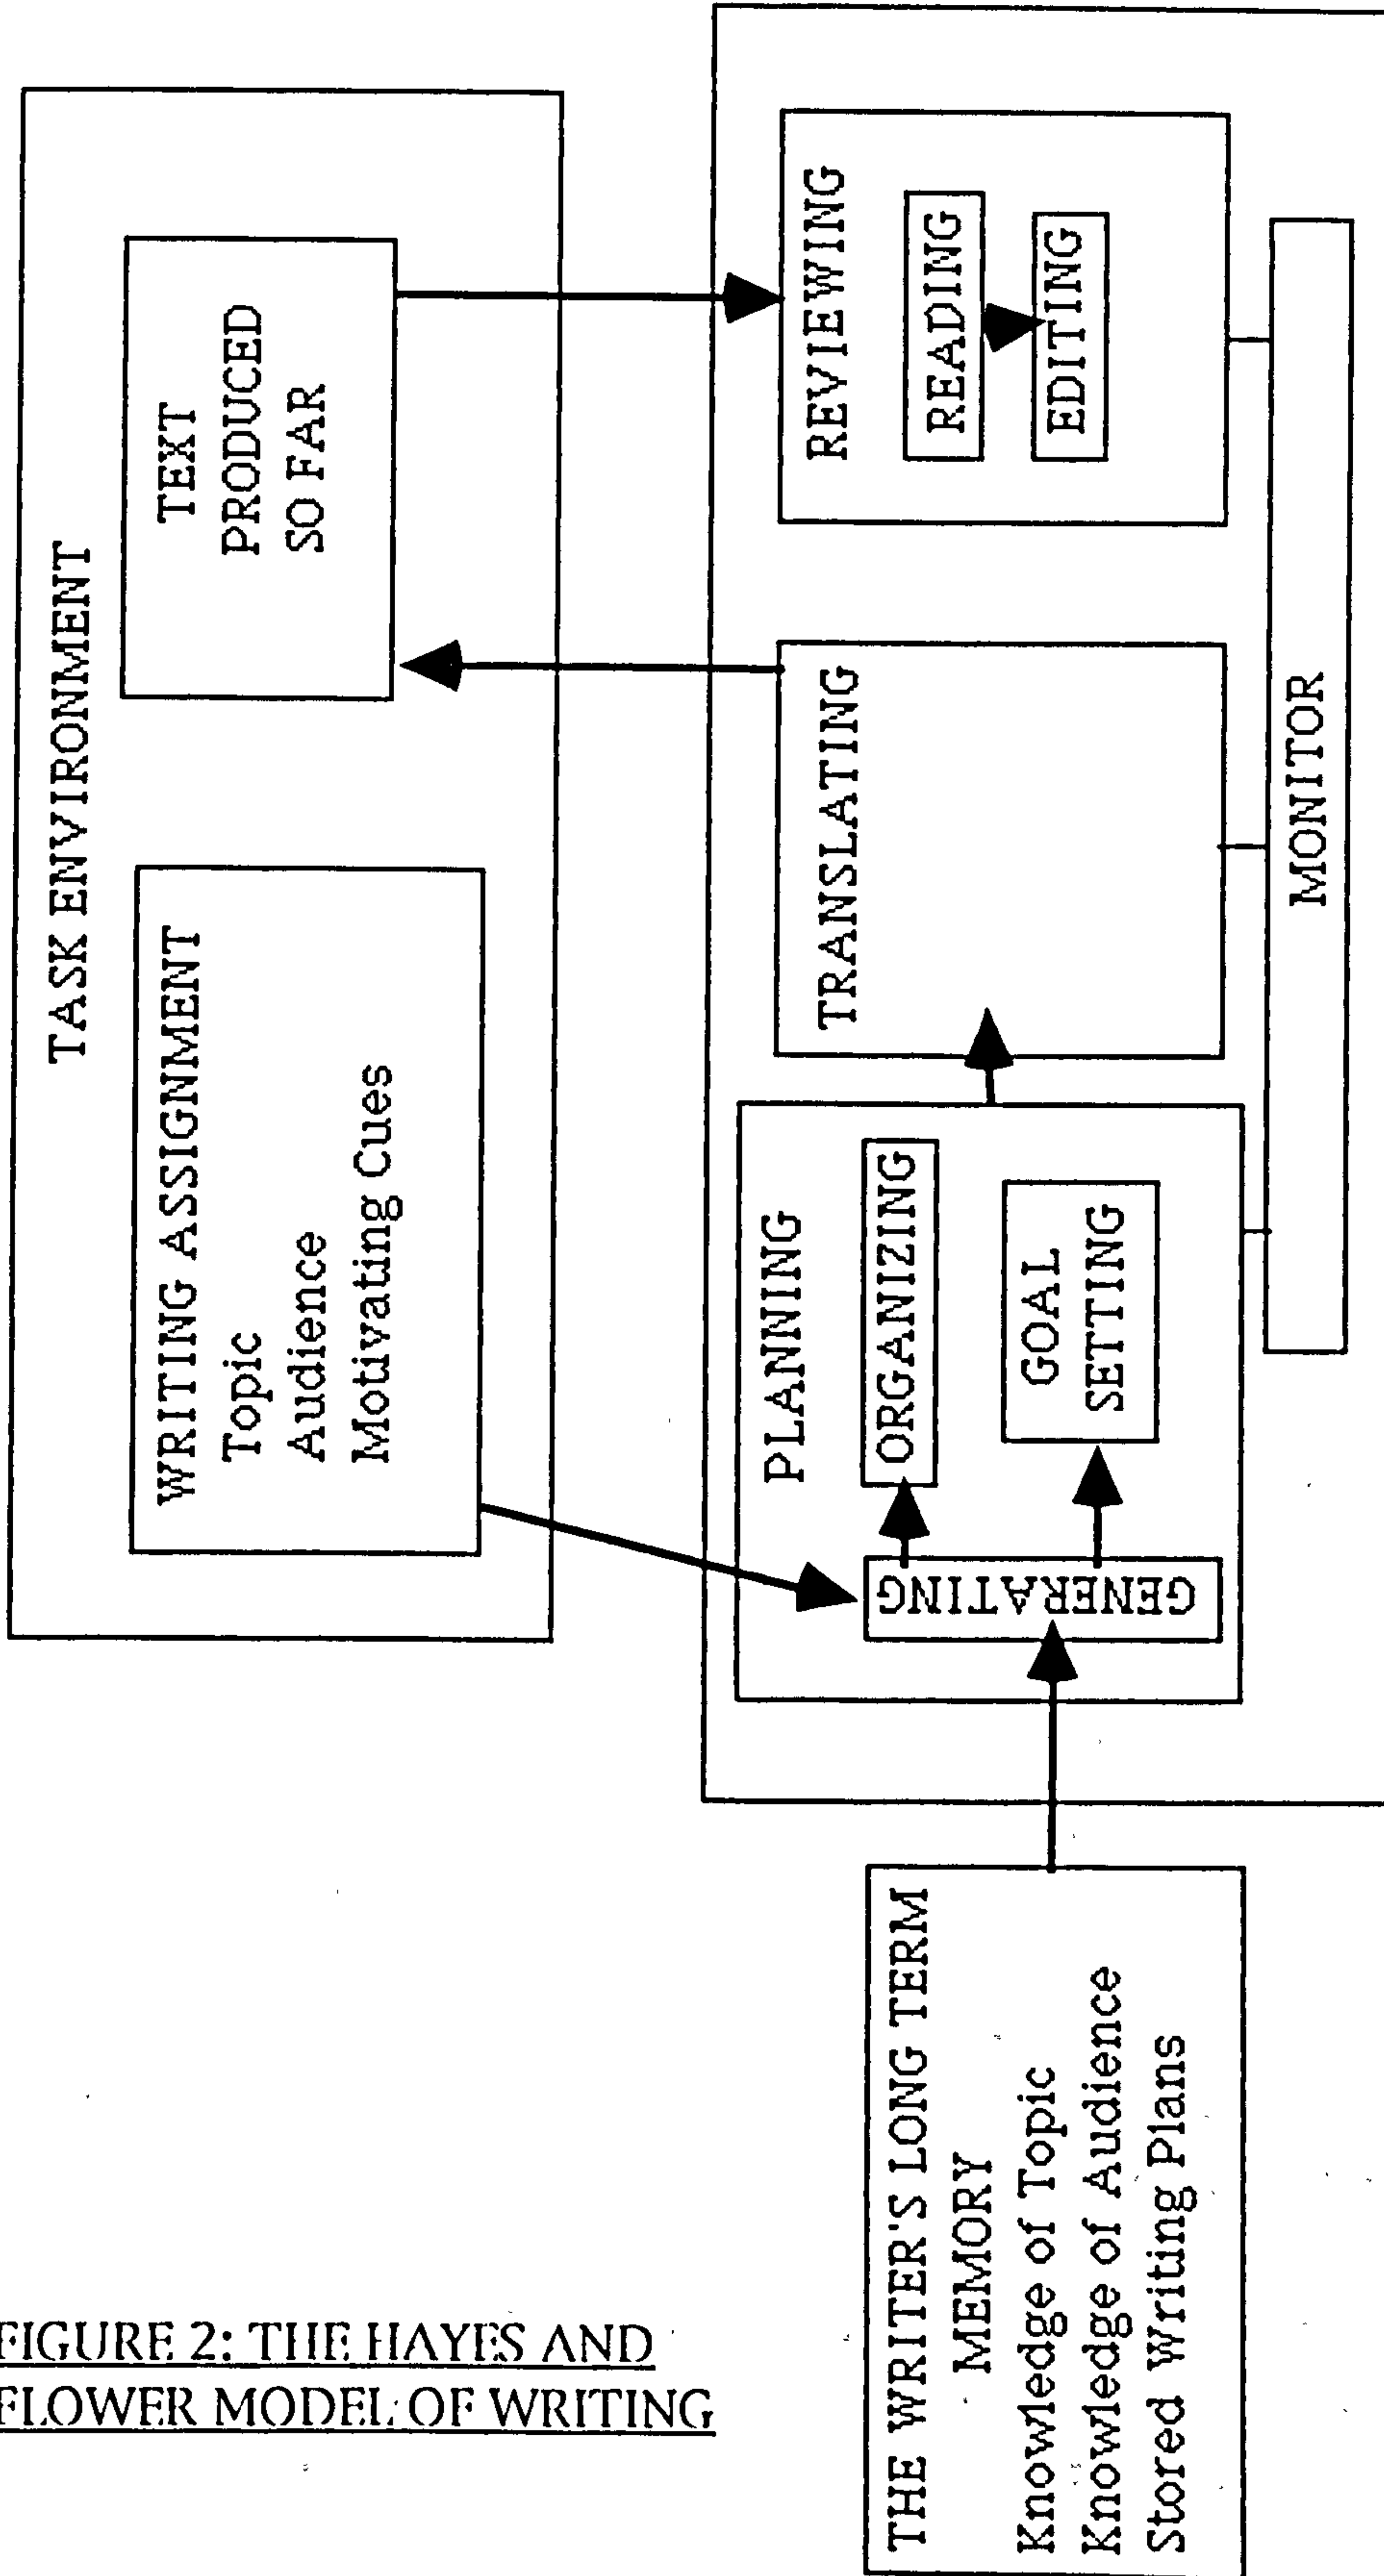 TASK ENVIRONMENT
WRITING ASSIGNMENT
Topic
Audience
Motivating Cues
TEXT
PRODUCED
SO FAR
THE WRITER'S LONG TERM
MEMORY
Knowledge of Topic
Knowledge of Audience
Stored Writing Plans
PLANNING
GENERATING
ORGANIZING
GOAL
SETTING
TRANSLATING
REVIEWING
READING
EDITING
MONITOR
FIGURE 2: THE HAYES AND
FLOWER MODEL OF WRITING